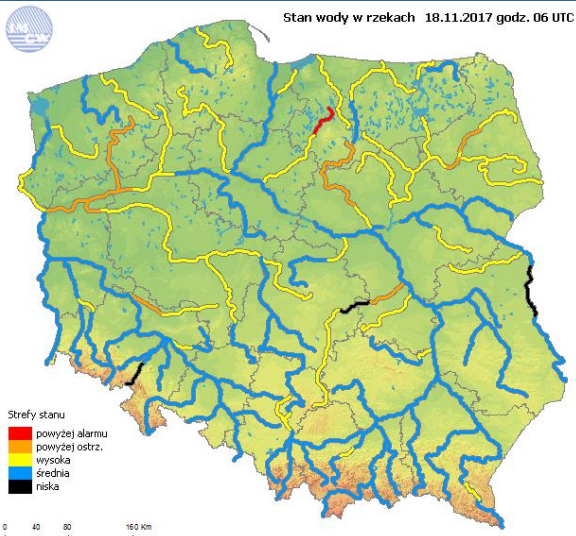 Stan wody w rzekach 18.11.2017 godz. 06 UTC
Strefy stanu
powyżej alarmu
powyżej ostrz.
wysoka
średnia
niska
0 40 80 160 Km